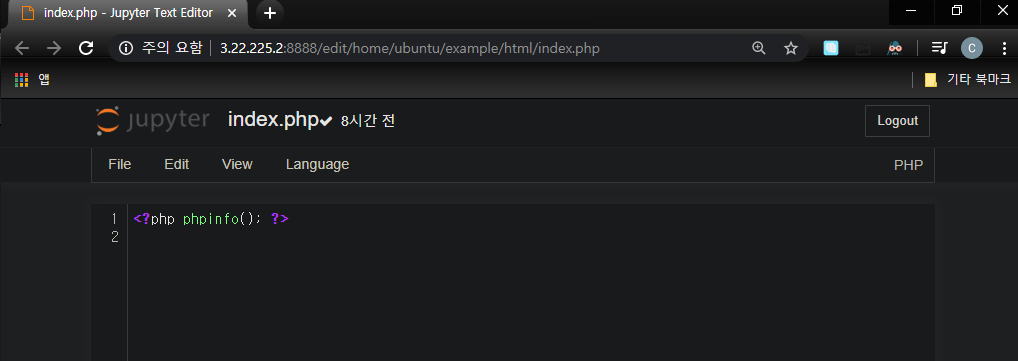 index.php - Jupyter Text Editor
주의 요함 3.22.225.2:8888/edit/home/ubuntu/example/html/index.php
C
앱 기타 북마크
jupyter index.php 8시간 전 Logout
File Edit View Language PHP
1 <?php phpinfo(); ?>
2